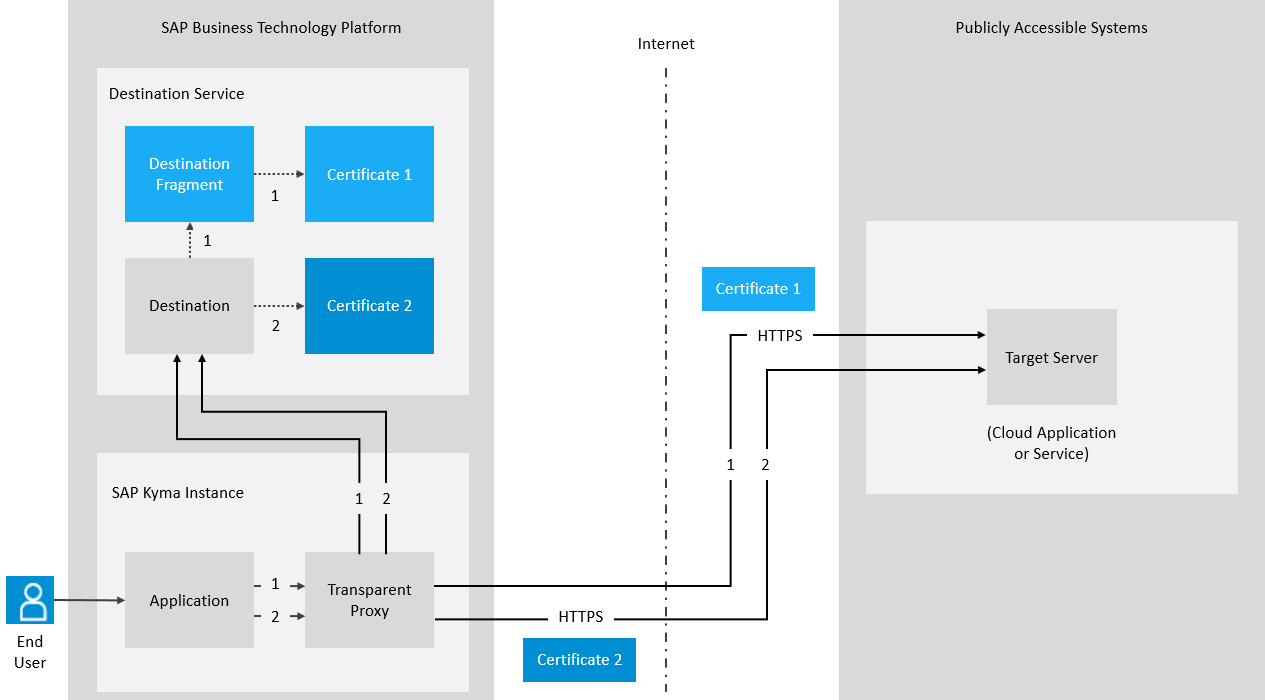 SAP Business Technology Platform
Internet
Publicly Accessible Systems
Destination Service
Destination
Fragment
1
Certificate 1
1
Destination
2
Certificate 2
Certificate 1
HTTPS
Target Server
(Cloud Application
or Service)
1
2
SAP Kyma Instance
1
2
Application
1
2
Transparent
Proxy
HTTPS
Certificate 2
End
User